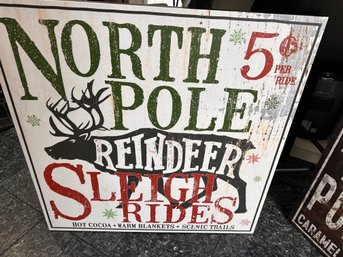 NORTH
POLE
5¢
PER
RIDE
REINDEER
SLEIGH
RIDES
HOT COCOA • WARM BLANKETS • SCENIC TRAILS
CARAMEL